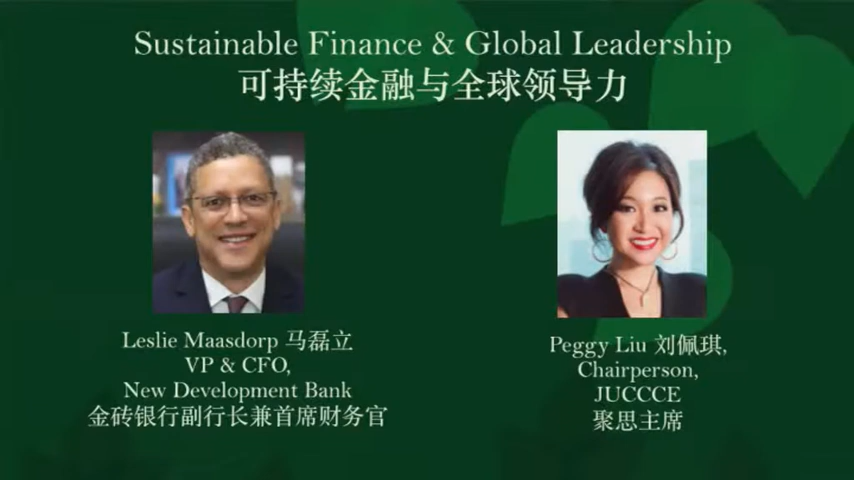 Sustainable Finance & Global Leadership
可持续金融与全球领导力
Leslie Maasdorp 马磊立
VP & CFO,
New Development Bank
金砖银行副行长兼首席财务官
Peggy Liu 刘佩琪,
Chairperson,
JUCCCE
聚思主席